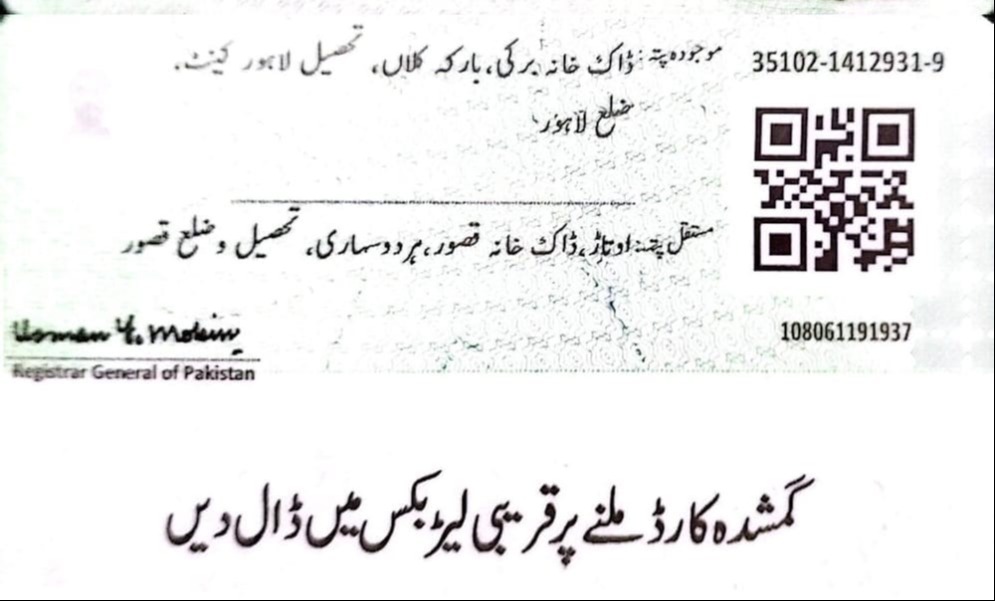 موجودہ پتہ: ڈاک خانہ برکی، بارکہ کلاں، تحصیل لاہور کینٹ،
ضلع لاہور
35102-1412931-9
مستقل پتہ: اوتاڑ، ڈاک خانہ قصور، ہردوسہاری، تحصیل و ضلع قصور
108061191937
Usman Y. Mobin
Registrar General of Pakistan
گمشدہ کارڈ ملنے پر قریبی لیٹر بکس میں ڈال دیں